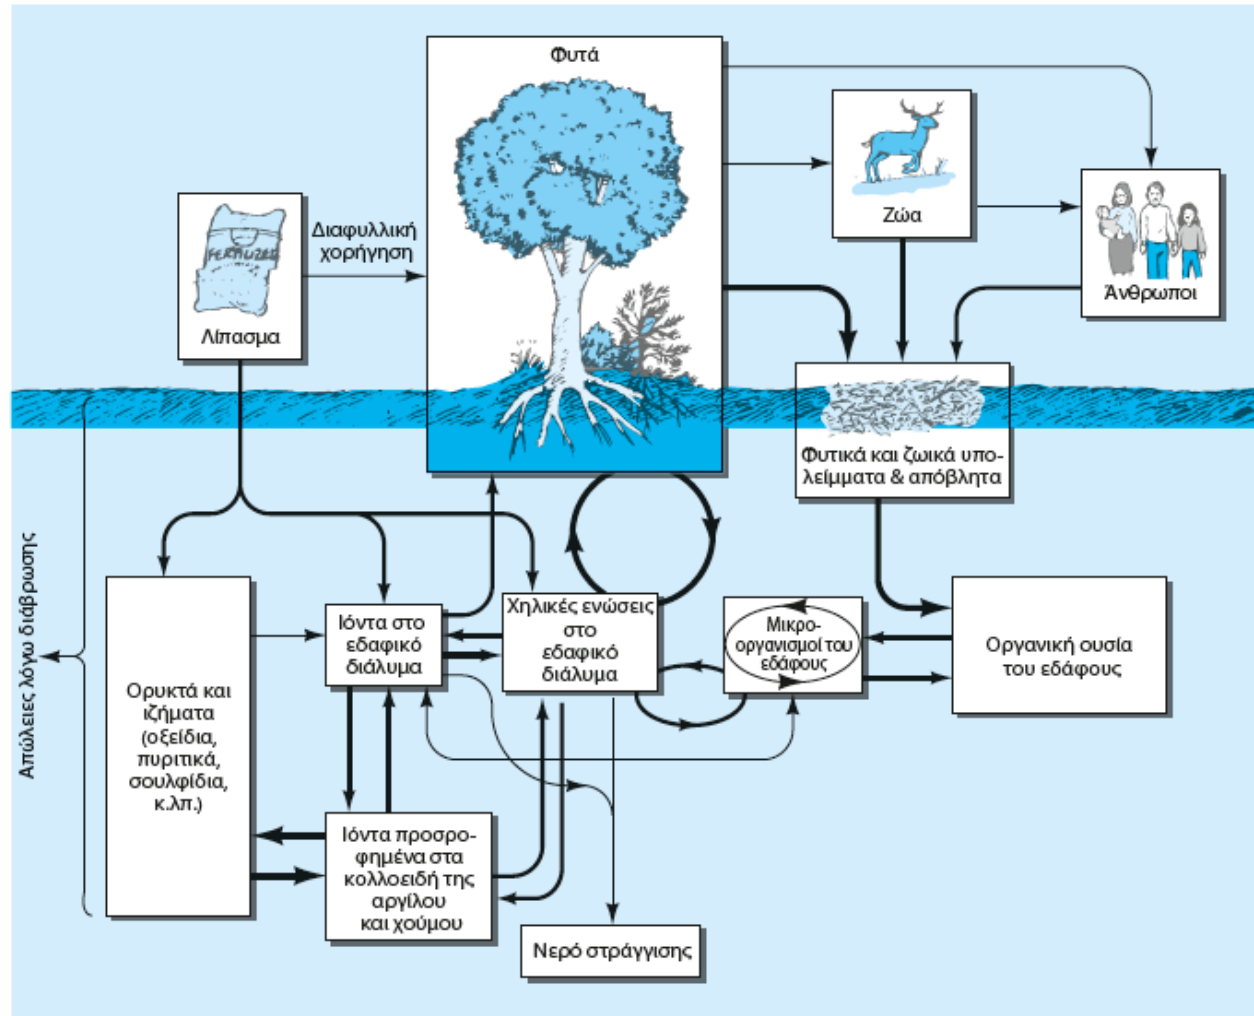 Φυτά
Ζώα
Άνθρωποι
FERTILIZER
Λίπασμα
Διαφυλλική
χορήγηση
Φυτικά και ζωικά υπο-
λείμματα & απόβλητα
Απώλειες λόγω διάβρωσης
Ορυκτά και
ιζήματα
(οξείδια,
πυριτικά,
σουλφίδια,
κ.λπ.)
Ιόντα στο
εδαφικό
διάλυμα
Χηλικές ενώσεις
στο
εδαφικό
διάλυμα
Μικρο-
οργανισμοί του
εδάφους
Οργανική ουσία
του εδάφους
Ιόντα προσρο-
φημένα στα
κολλοειδή της
αργίλου
και χούμου
Νερό στράγγισης